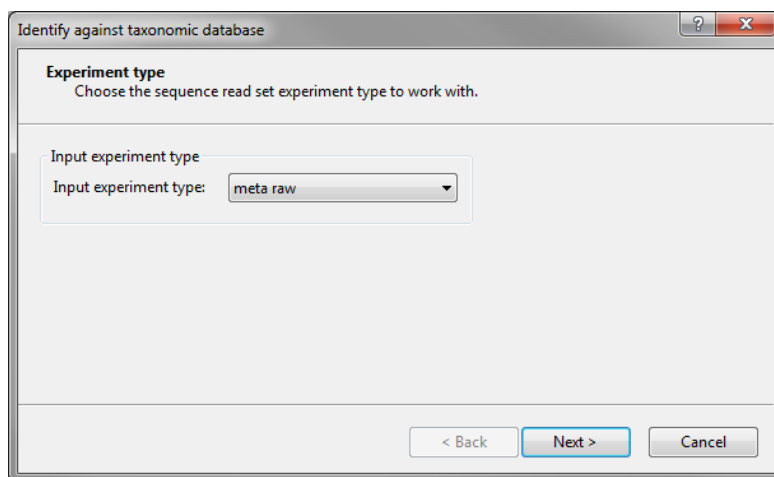 Identify against taxonomic database
? X
Experiment type
Choose the sequence read set experiment type to work with.
Input experiment type
Input experiment type: meta raw
< Back Next > Cancel